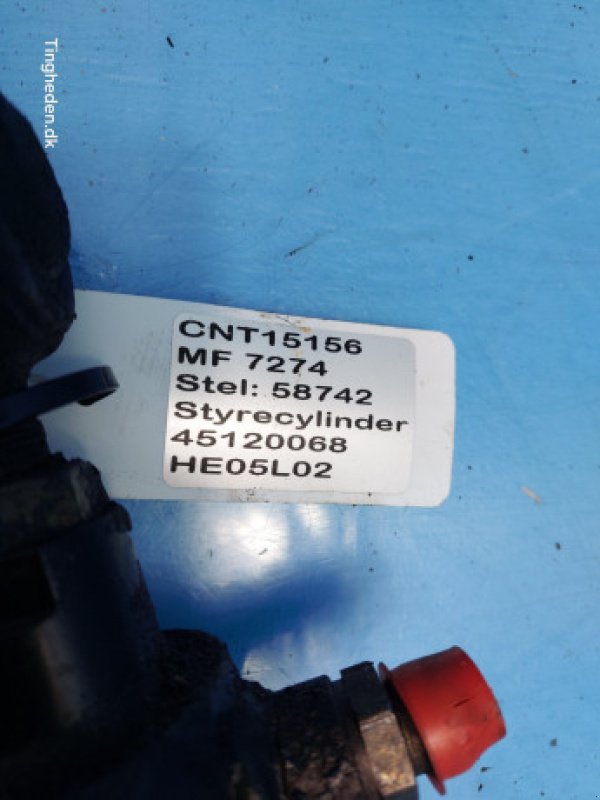 Tingheden.dk
CNT15156
MF 7274
Stel: 58742
Styrecylinder
45120068
HE05L02